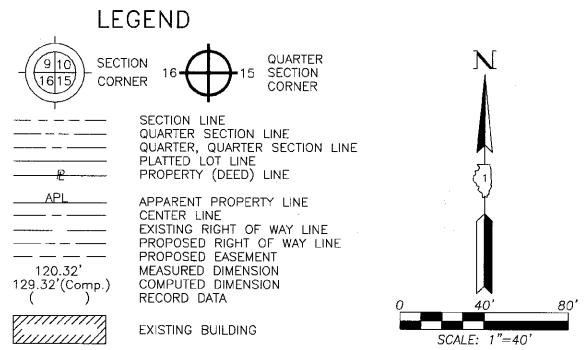 LEGEND
9 10
16 15
SECTION
CORNER
16 15
QUARTER
SECTION
CORNER
N
SECTION LINE
QUARTER SECTION LINE
QUARTER, QUARTER SECTION LINE
PLATTED LOT LINE
PL PROPERTY (DEED) LINE
APL APPARENT PROPERTY LINE
CENTER LINE
EXISTING RIGHT OF WAY LINE
PROPOSED RIGHT OF WAY LINE
PROPOSED EASEMENT
120.32' MEASURED DIMENSION
129.32'(Comp.) COMPUTED DIMENSION
( ) RECORD DATA
EXISTING BUILDING
1
0 40' 80'
SCALE: 1"=40'